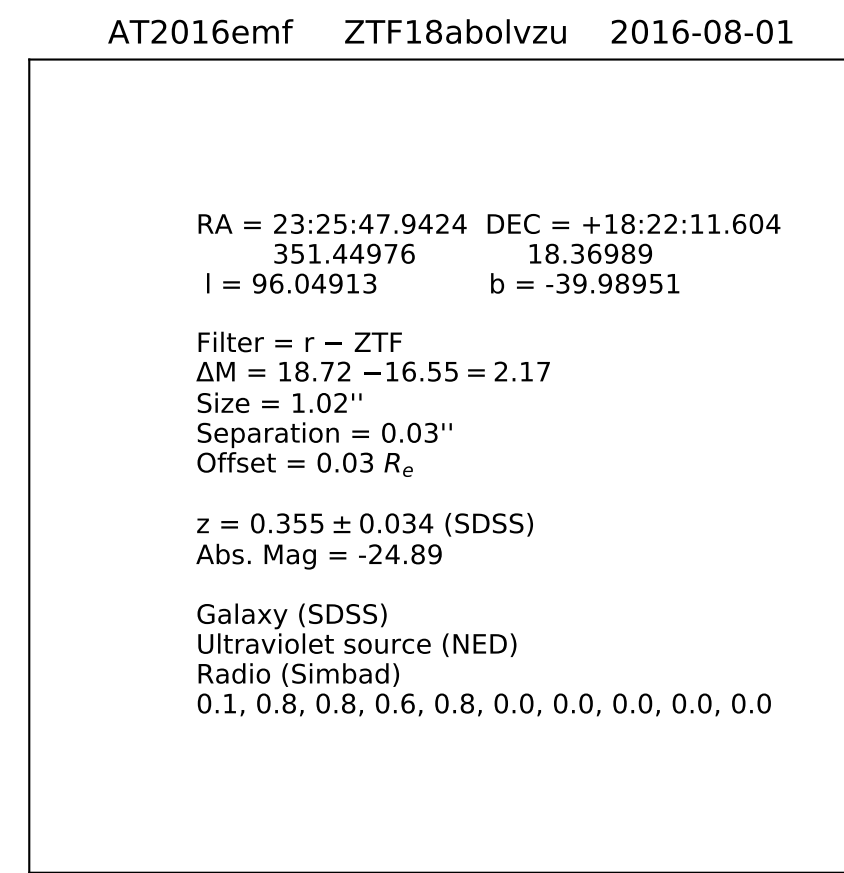 AT2016emf ZTF18abolvzu 2016-08-01
RA = 23:25:47.9424 DEC = +18:22:11.604
351.44976 18.36989
l = 96.04913 b = -39.98951
Filter = r − ZTF
ΔM = 18.72 −16.55 = 2.17
Size = 1.02''
Separation = 0.03''
Offset = 0.03 Rₑ
z = 0.355 ± 0.034 (SDSS)
Abs. Mag = -24.89
Galaxy (SDSS)
Ultraviolet source (NED)
Radio (Simbad)
0.1, 0.8, 0.8, 0.6, 0.8, 0.0, 0.0, 0.0, 0.0, 0.0